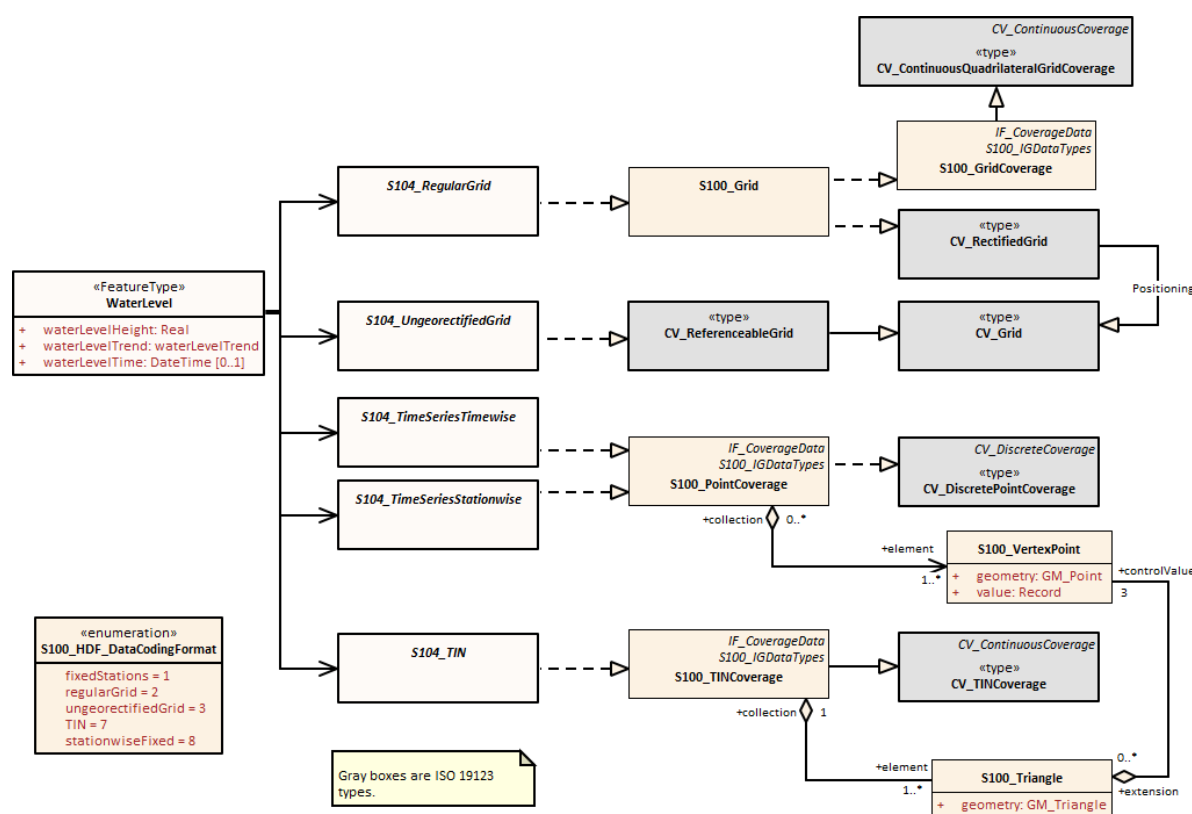 CV_ContinuousCoverage
«type»
CV_ContinuousQuadrilateralGridCoverage
IF_CoverageData
S100_IGDataTypes
S100_GridCoverage
S104_RegularGrid
S100_Grid
«type»
CV_RectifiedGrid
Positioning
«FeatureType»
WaterLevel
+ waterLevelHeight: Real
+ waterLevelTrend: waterLevelTrend
+ waterLevelTime: DateTime [0..1]
S104_UngeorectifiedGrid
«type»
CV_ReferenceableGrid
«type»
CV_Grid
S104_TimeSeriesTimewise
S104_TimeSeriesStationwise
IF_CoverageData
S100_IGDataTypes
S100_PointCoverage
CV_DiscreteCoverage
«type»
CV_DiscretePointCoverage
+collection
0..*
+element
1..*
S100_VertexPoint
+ geometry: GM_Point
+ value: Record
+controlValue
3
«enumeration»
S100_HDF_DataCodingFormat
fixedStations = 1
regularGrid = 2
ungeorectifiedGrid = 3
TIN = 7
stationwiseFixed = 8
S104_TIN
IF_CoverageData
S100_IGDataTypes
S100_TINCoverage
CV_ContinuousCoverage
«type»
CV_TINCoverage
+collection
1
+element
1..*
S100_Triangle
+ geometry: GM_Triangle
0..*
+extension
Gray boxes are ISO 19123
types.